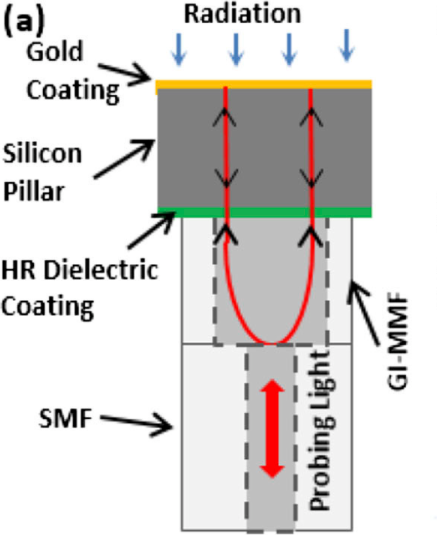 (a)
Radiation
Gold
Coating
Silicon
Pillar
HR Dielectric
Coating
GI-MMF
SMF
Probing Light